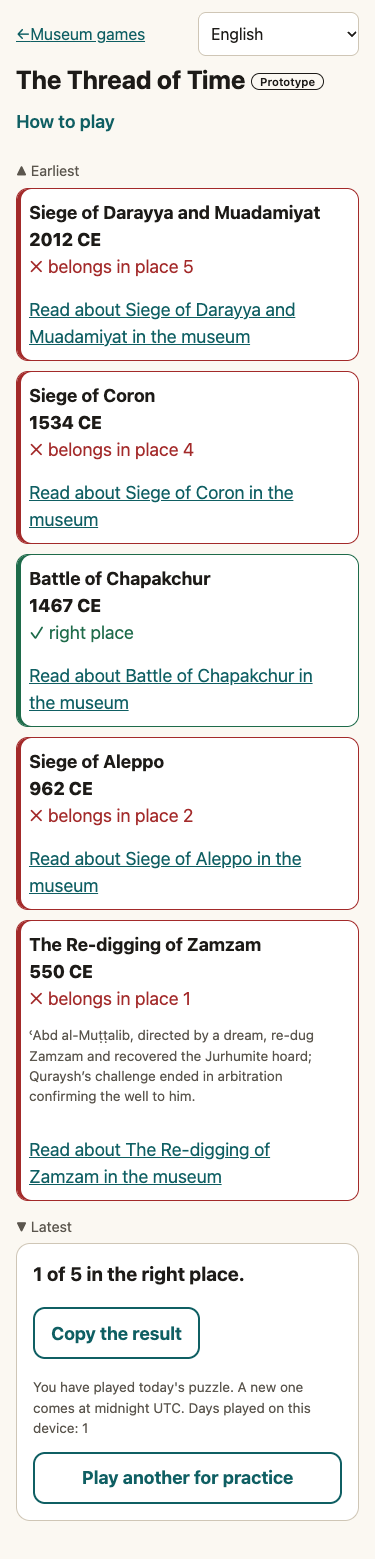 ←Museum games
English
The Thread of Time Prototype
How to play
▲ Earliest
Siege of Darayya and Muadamiyat
2012 CE
✕ belongs in place 5
Read about Siege of Darayya and
Muadamiyat in the museum
Siege of Coron
1534 CE
✕ belongs in place 4
Read about Siege of Coron in the
museum
Battle of Chapakchur
1467 CE
✓ right place
Read about Battle of Chapakchur in
the museum
Siege of Aleppo
962 CE
✕ belongs in place 2
Read about Siege of Aleppo in the
museum
The Re-digging of Zamzam
550 CE
✕ belongs in place 1
ʿAbd al-Muṭṭalib, directed by a dream, re-dug
Zamzam and recovered the Jurhumite hoard;
Quraysh's challenge ended in arbitration
confirming the well to him.
Read about The Re-digging of
Zamzam in the museum
▼ Latest
1 of 5 in the right place.
Copy the result
You have played today's puzzle. A new one
comes at midnight UTC. Days played on this
device: 1
Play another for practice